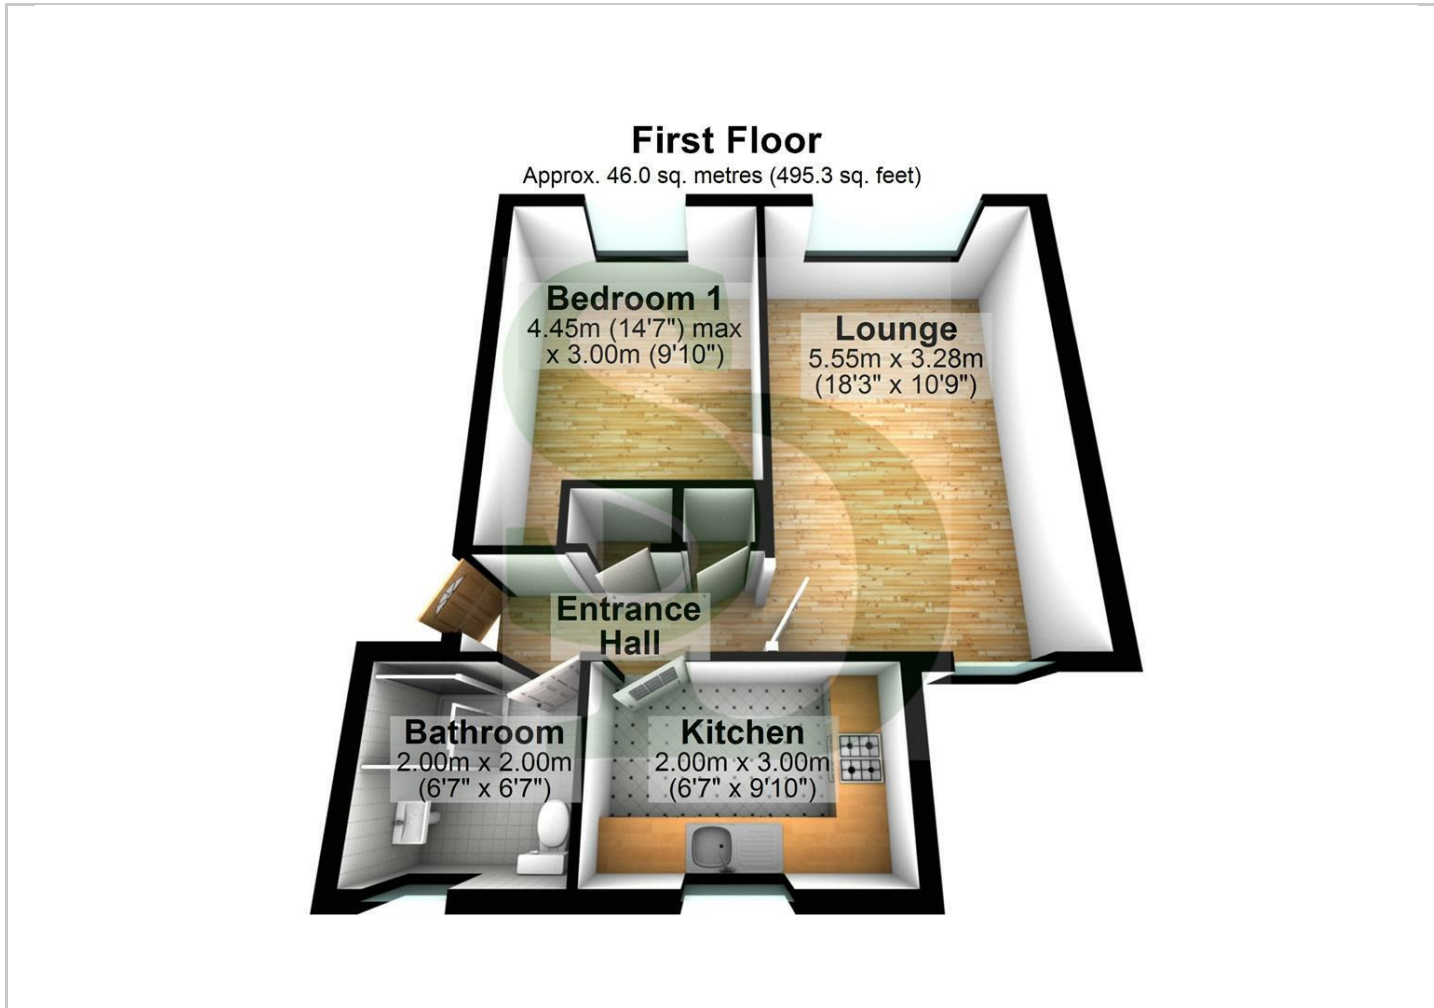 First Floor
Approx. 46.0 sq. metres (495.3 sq. feet)
Bedroom 1
4.45m (14'7") max
x 3.00m (9'10")
Lounge
5.55m x 3.28m
(18'3" x 10'9")
Entrance
Hall
Bathroom
2.00m x 2.00m
(6'7" x 6'7")
Kitchen
2.00m x 3.00m
(6'7" x 9'10")